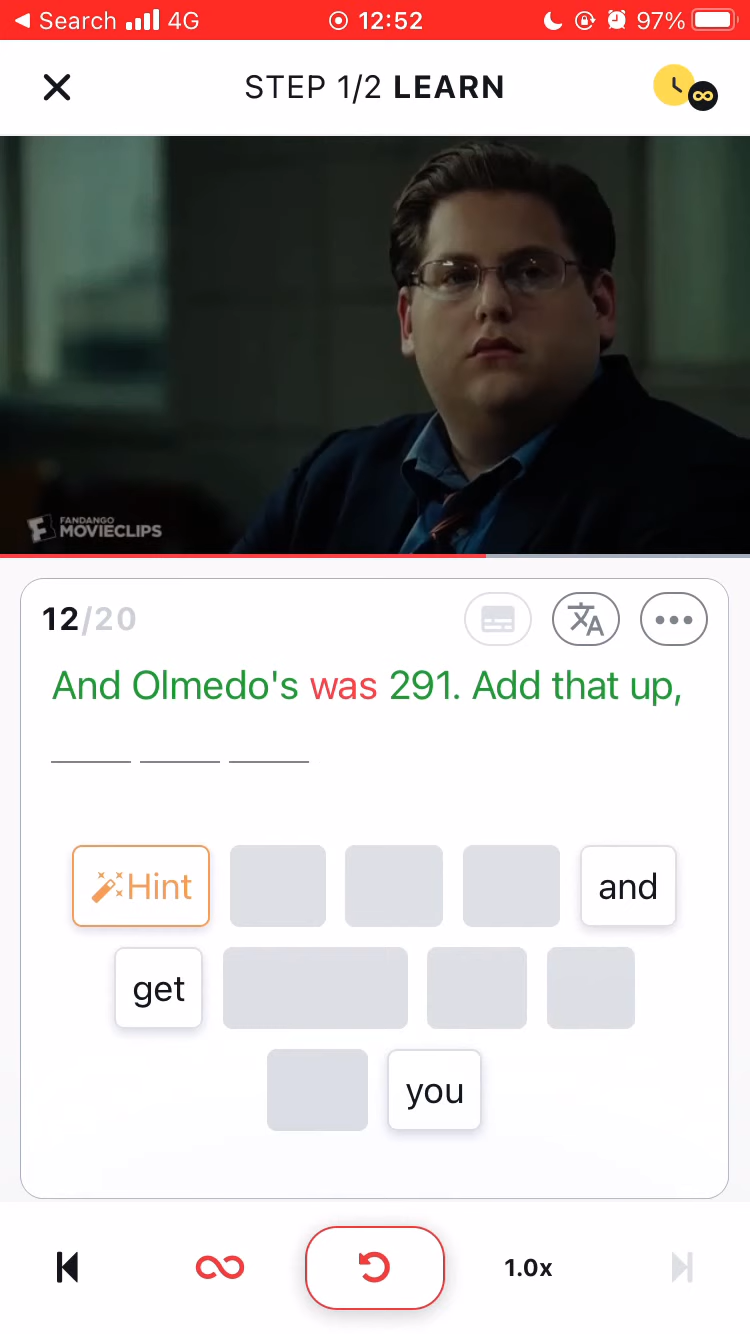 Search 4G 12:52 97%
STEP 1/2 LEARN
FANDANGO
MOVIECLIPS
12/20
And Olmedo's was 291. Add that up,
Hint
and
get
you
1.0x